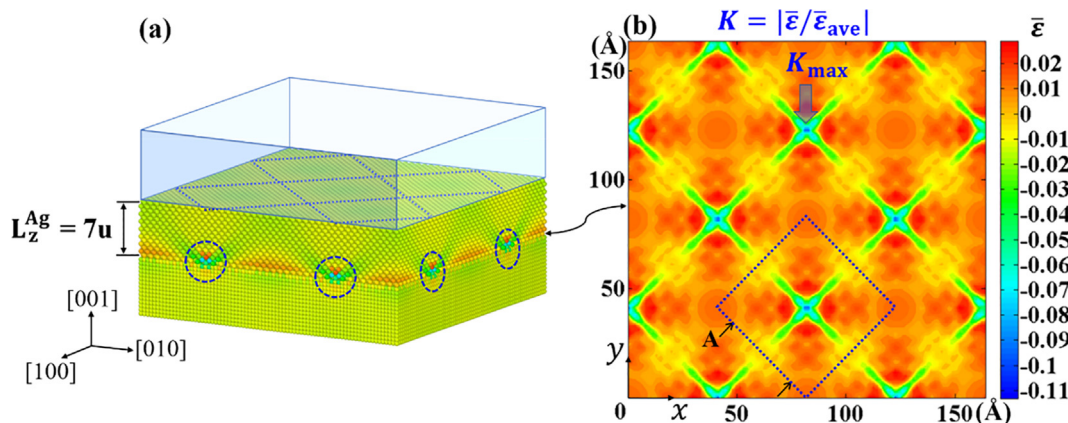 (a)
L_z^Ag = 7u
[001]
[010]
[100]
(b)
K = |ε̄/ε̄_ave|
ε̄
(Å)
150
100
50
0
y
x
50
100
(Å)
K_max
A
0.02
0.01
0
-0.01
-0.02
-0.03
-0.04
-0.05
-0.06
-0.07
-0.08
-0.09
-0.1
-0.11